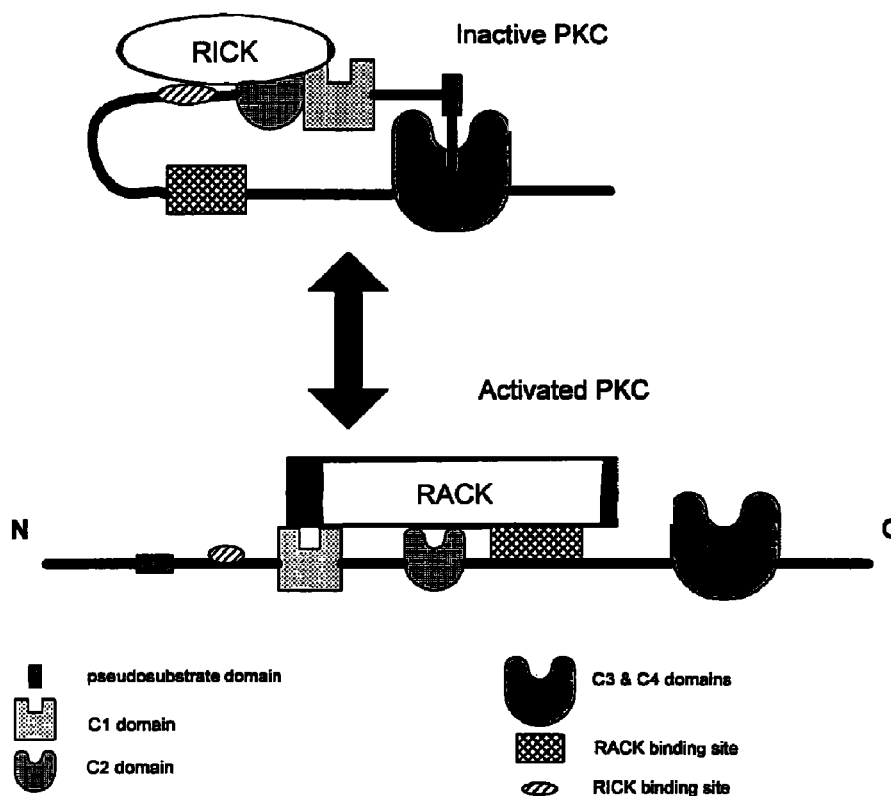 RICK
Inactive PKC
Activated PKC
RACK
N
C
pseudosubstrate domain
C1 domain
C2 domain
C3 & C4 domains
RACK binding site
RICK binding site